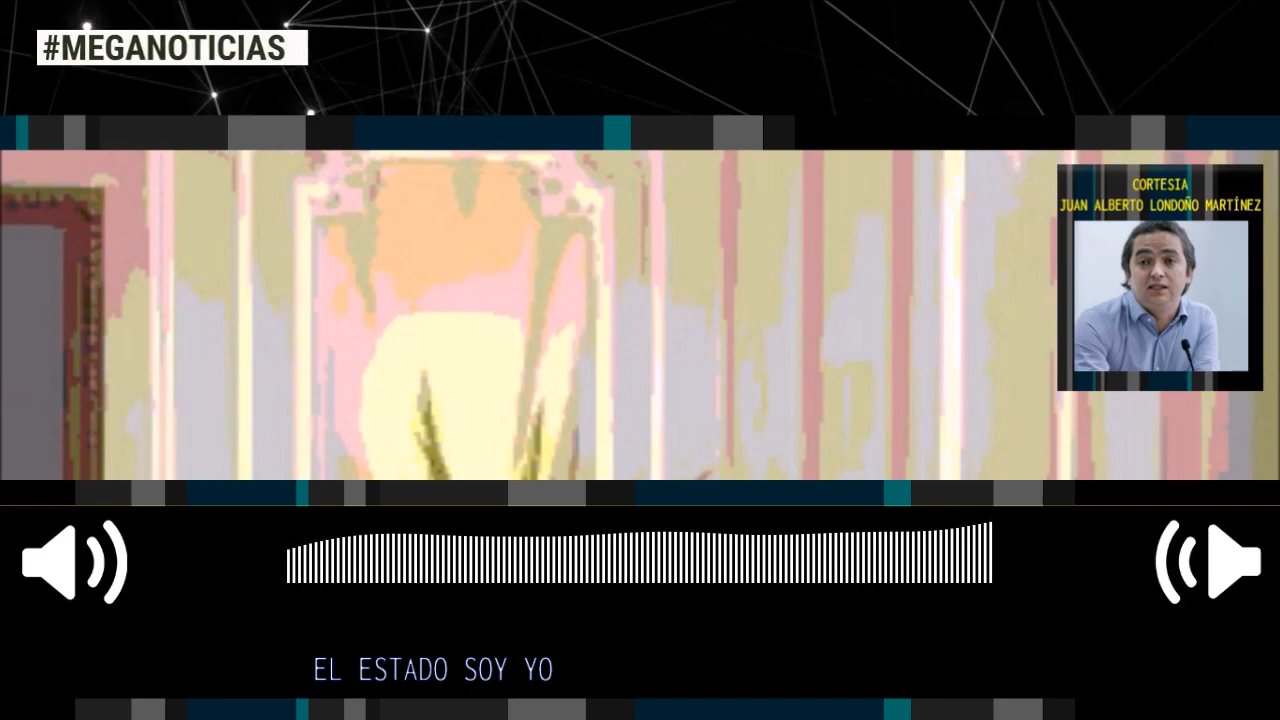 #MEGANOTICIAS
CORTESIA
JUAN ALBERTO LONDOÑO MARTÍNEZ
EL ESTADO SOY YO